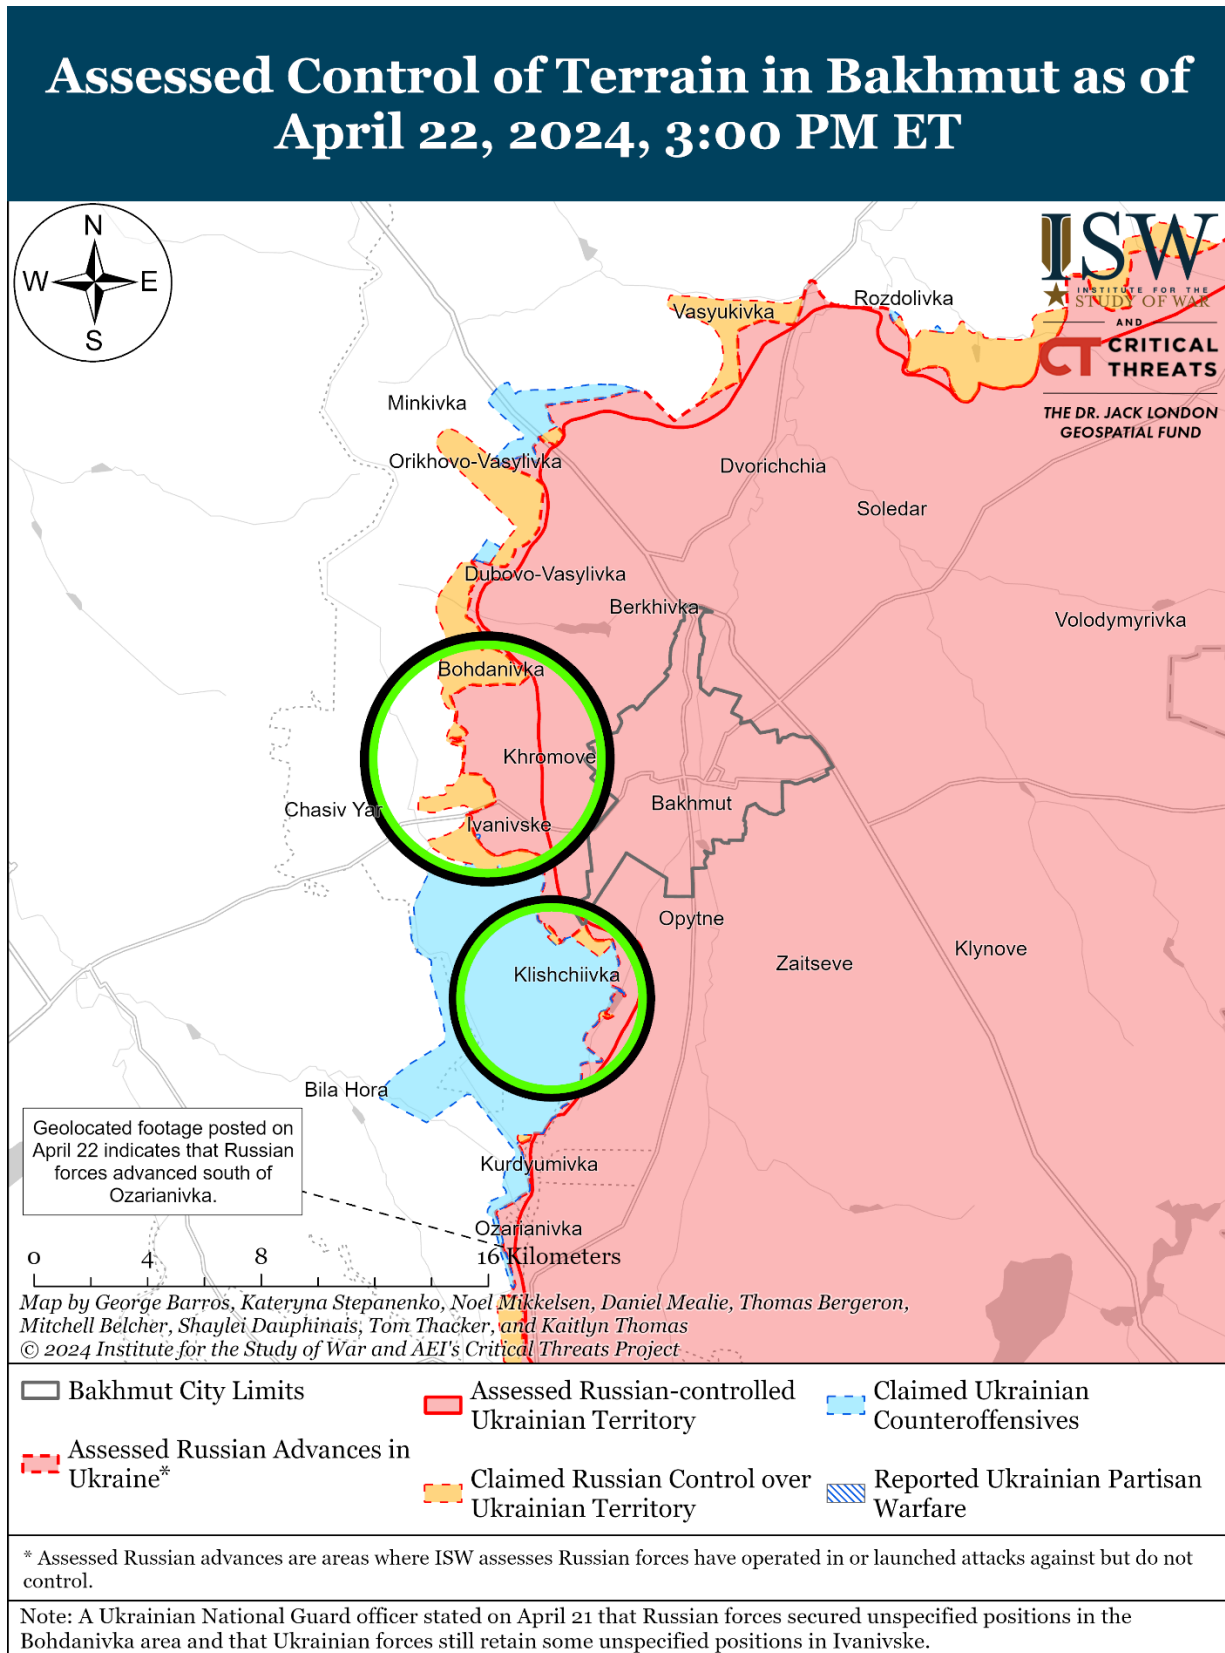 Assessed Control of Terrain in Bakhmut as of
April 22, 2024, 3:00 PM ET
N
W
E
S
ISW
INSTITUTE FOR THE
STUDY OF WAR
AND
CT CRITICAL
THREATS
THE DR. JACK LONDON
GEOSPATIAL FUND
Rozdolivka
Vasyukivka
Minkivka
Orikhovo-Vasylivka
Dvorichchia
Soledar
Dubovo-Vasylivka
Berkhivka
Volodymyrivka
Bohdanivka
Khromove
Chasiv Yar
Bakhmut
Ivanivske
Opytne
Klynove
Zaitseve
Klishchiivka
Bila Hora
Geolocated footage posted on
April 22 indicates that Russian
forces advanced south of
Ozarianivka.
Kurdyumivka
Ozarianivka
0 4 8 16 Kilometers
Map by George Barros, Kateryna Stepanenko, Noel Mikkelsen, Daniel Mealie, Thomas Bergeron,
Mitchell Belcher, Shaylei Dauphinais, Tom Thacker, and Kaitlyn Thomas
© 2024 Institute for the Study of War and AEI's Critical Threats Project
Bakhmut City Limits
Assessed Russian Advances in
Ukraine*
Assessed Russian-controlled
Ukrainian Territory
Claimed Russian Control over
Ukrainian Territory
Claimed Ukrainian
Counteroffensives
Reported Ukrainian Partisan
Warfare
* Assessed Russian advances are areas where ISW assesses Russian forces have operated in or launched attacks against but do not
control.
Note: A Ukrainian National Guard officer stated on April 21 that Russian forces secured unspecified positions in the
Bohdanivka area and that Ukrainian forces still retain some unspecified positions in Ivanivske.